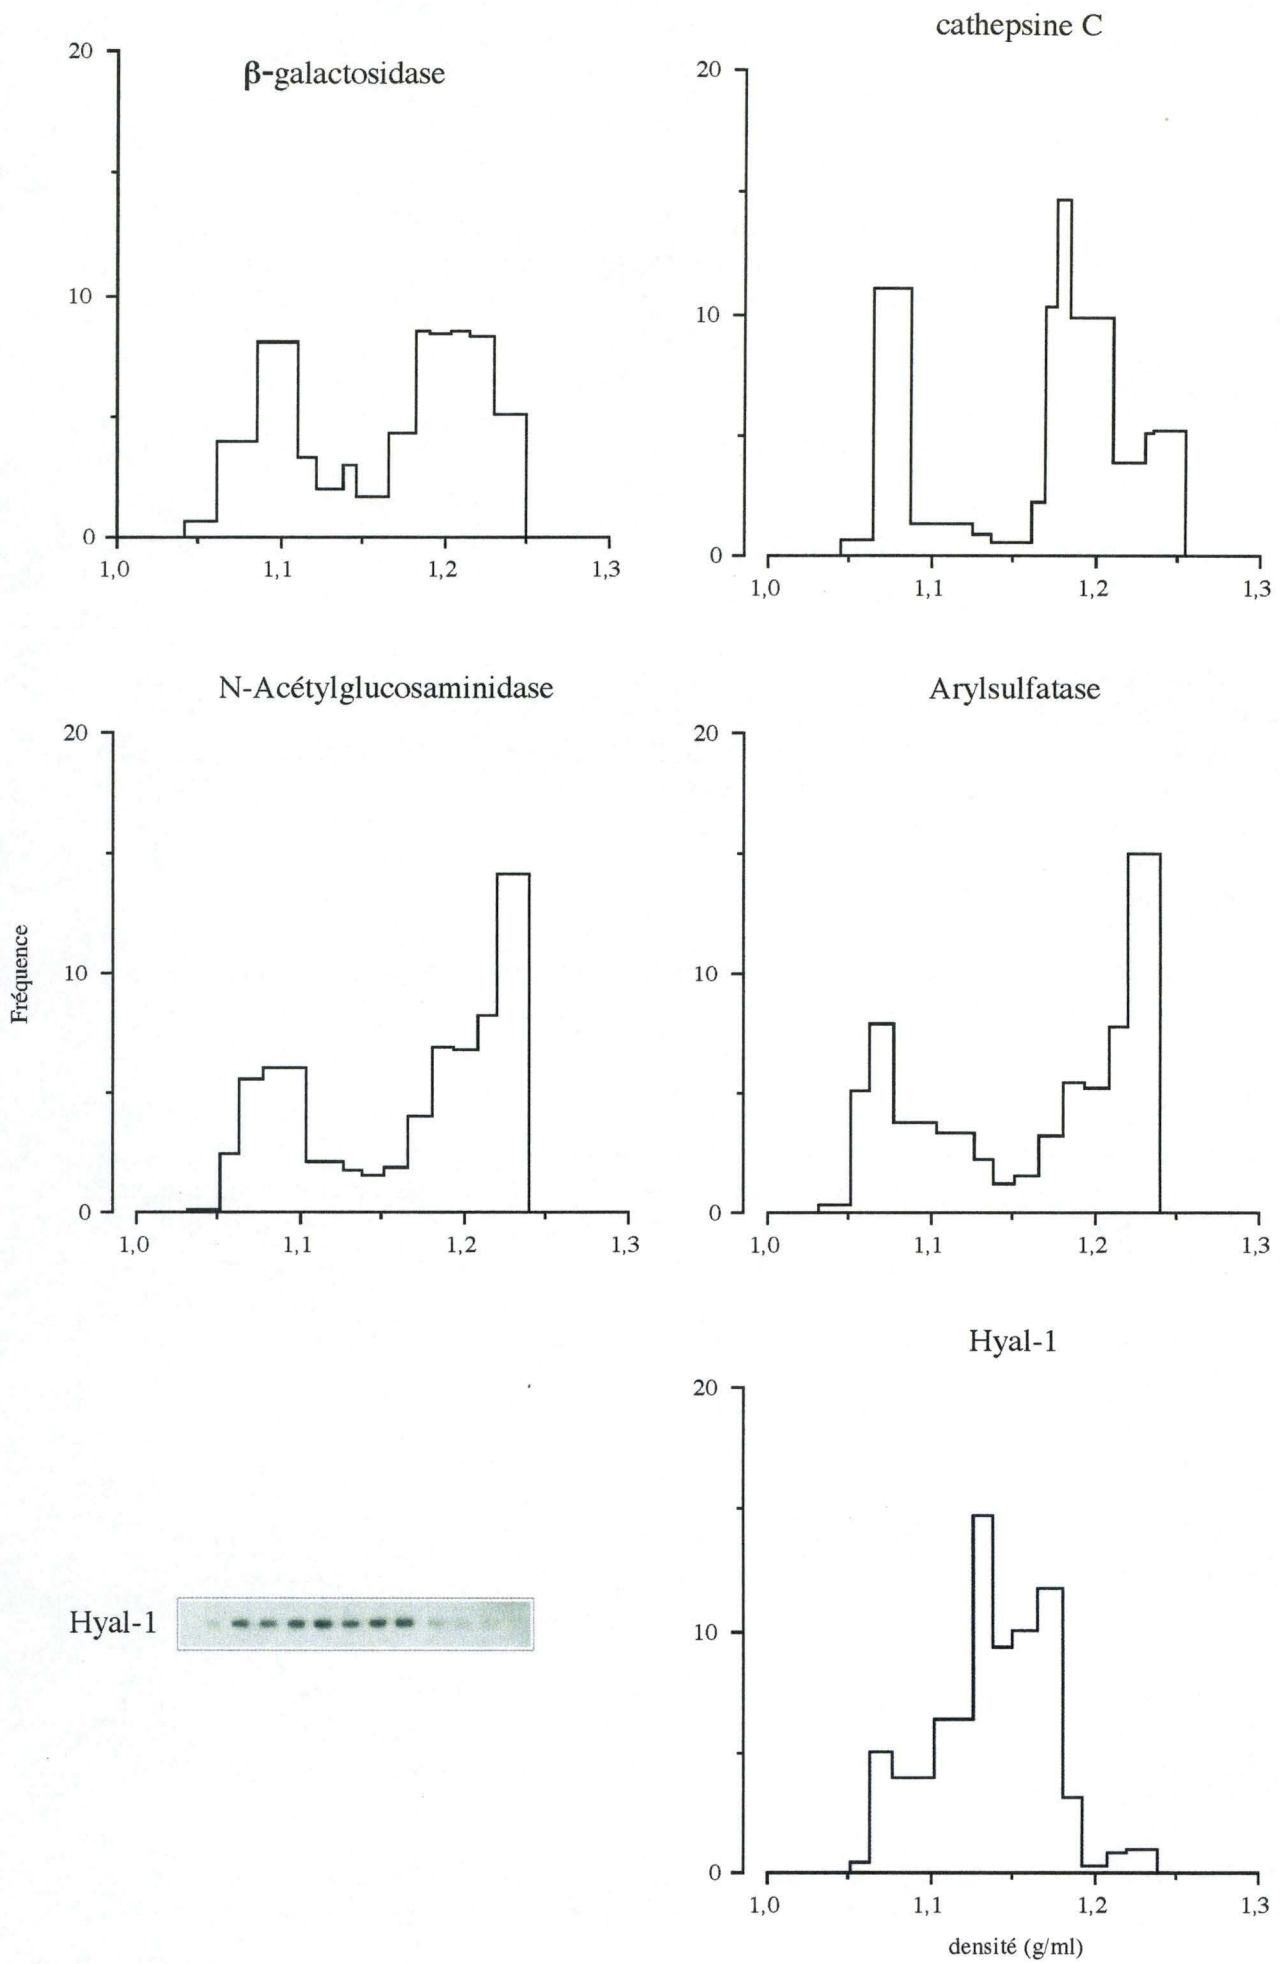 cathepsine C
β-galactosidase
20
10
0
1,0 1,1 1,2 1,3
20
10
0
1,0 1,1 1,2 1,3
N-Acétylglucosaminidase
Arylsulfatase
Fréquence
20
10
0
1,0 1,1 1,2 1,3
20
10
0
1,0 1,1 1,2 1,3
Hyal-1
Hyal-1
20
10
0
1,0 1,1 1,2 1,3
densité (g/ml)